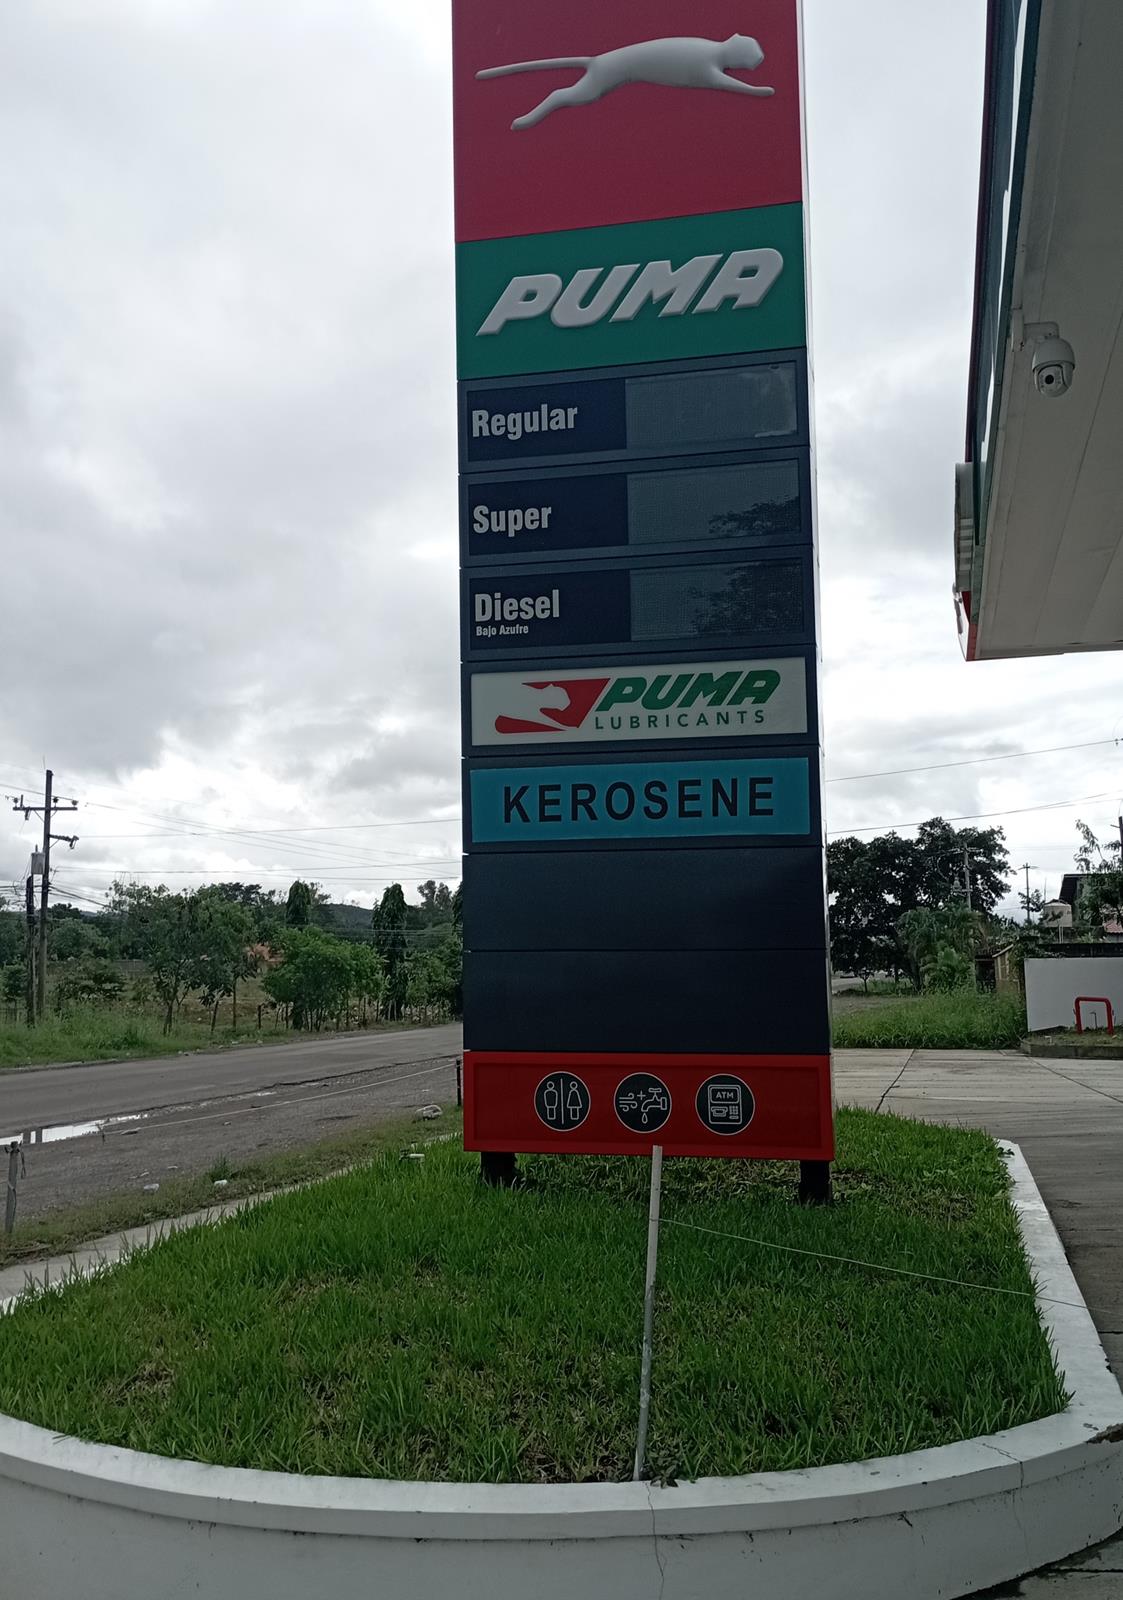 PUMA
Regular
Super
Diesel
Bajo Azufre
PUMA
LUBRICANTS
KEROSENE
ATM